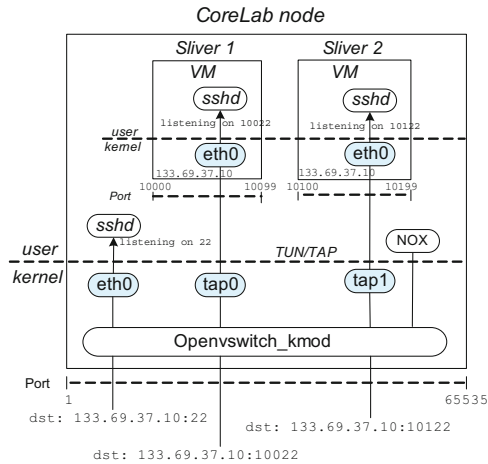 CoreLab node
Sliver 1
Sliver 2
VM
VM
sshd
sshd
listening on 10022
listening on 10122
user
kernel
eth0
eth0
133.69.37.10
133.69.37.10
10000
10099
10100
10199
Port
sshd
listening on 22
NOX
user
kernel
TUN/TAP
eth0
tap0
tap1
Openvswitch_kmod
Port
1
65535
dst: 133.69.37.10:22
dst: 133.69.37.10:10122
dst: 133.69.37.10:10022